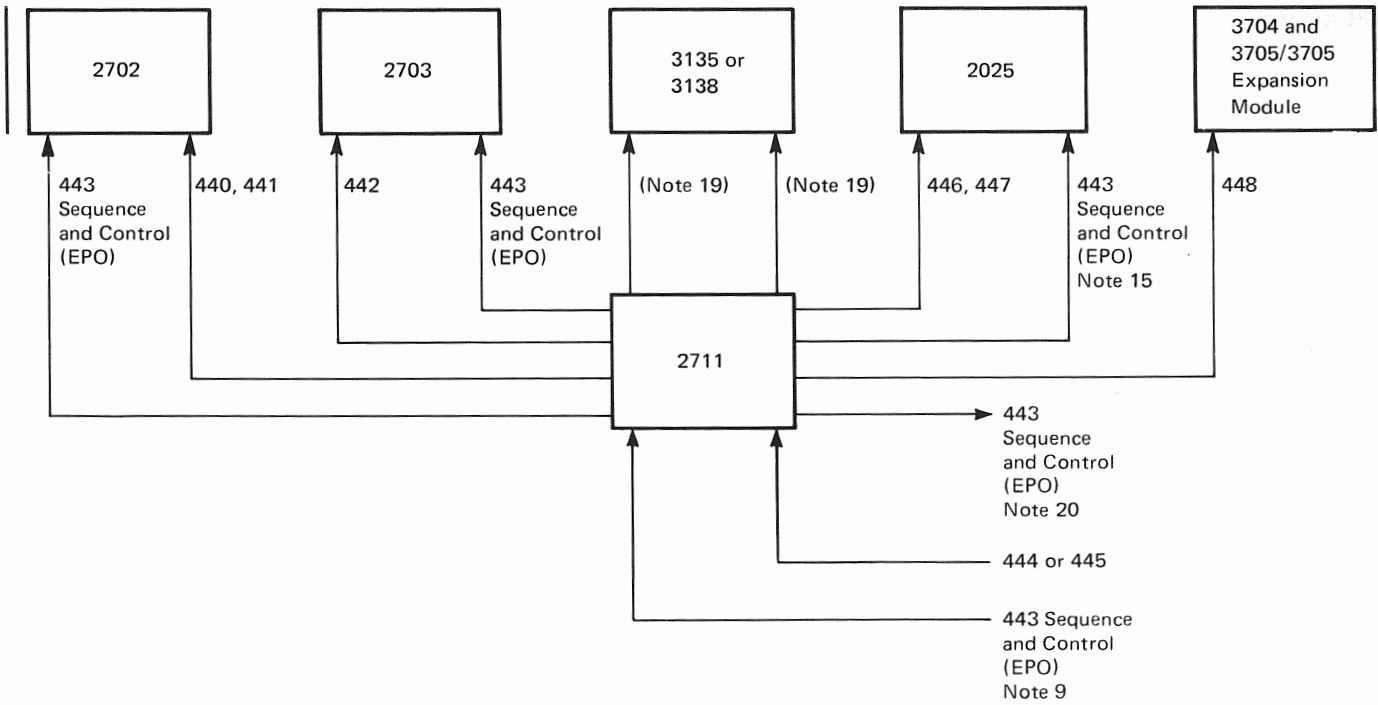 2702
2703
3135 or
3138
2025
3704 and
3705/3705
Expansion
Module
443
Sequence
and Control
(EPO)
440, 441
442
443
Sequence
and Control
(EPO)
(Note 19)
(Note 19)
446, 447
443
Sequence
and Control
(EPO)
Note 15
448
2711
443
Sequence
and Control
(EPO)
Note 20
444 or 445
443 Sequence
and Control
(EPO)
Note 9